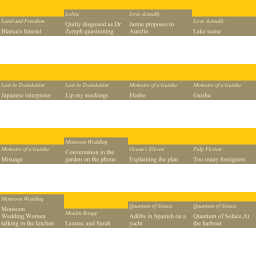 Land and Freedom
Blanca's funeral
Lolita
Quilty disguised as Dr
Zemph questioning
Love Actually
Jamie proposes to
Aurelia
Love Actually
Lake scene
Lost in Translation
Japanese interpreter
Lost in Translation
Lip my stockings
Memoirs of a Geisha
Hisabo
Memoirs of a Geisha
Geisha
Memoirs of a Geisha
Misuage
Monsoon Wedding
Conversation in the
garden on the phone
Ocean's Eleven
Explaining the plan
Pulp Fiction
Too many foreigners
Monsoon Wedding
Monsoon
Wedding.Women
talking in the kitchen
Moulin Rouge
Lautrec and Sarah
Quantum of Solace
Adlibs in Spanish on a
yacht
Quantum of Solace
Quantum of Solace.At
the harbour